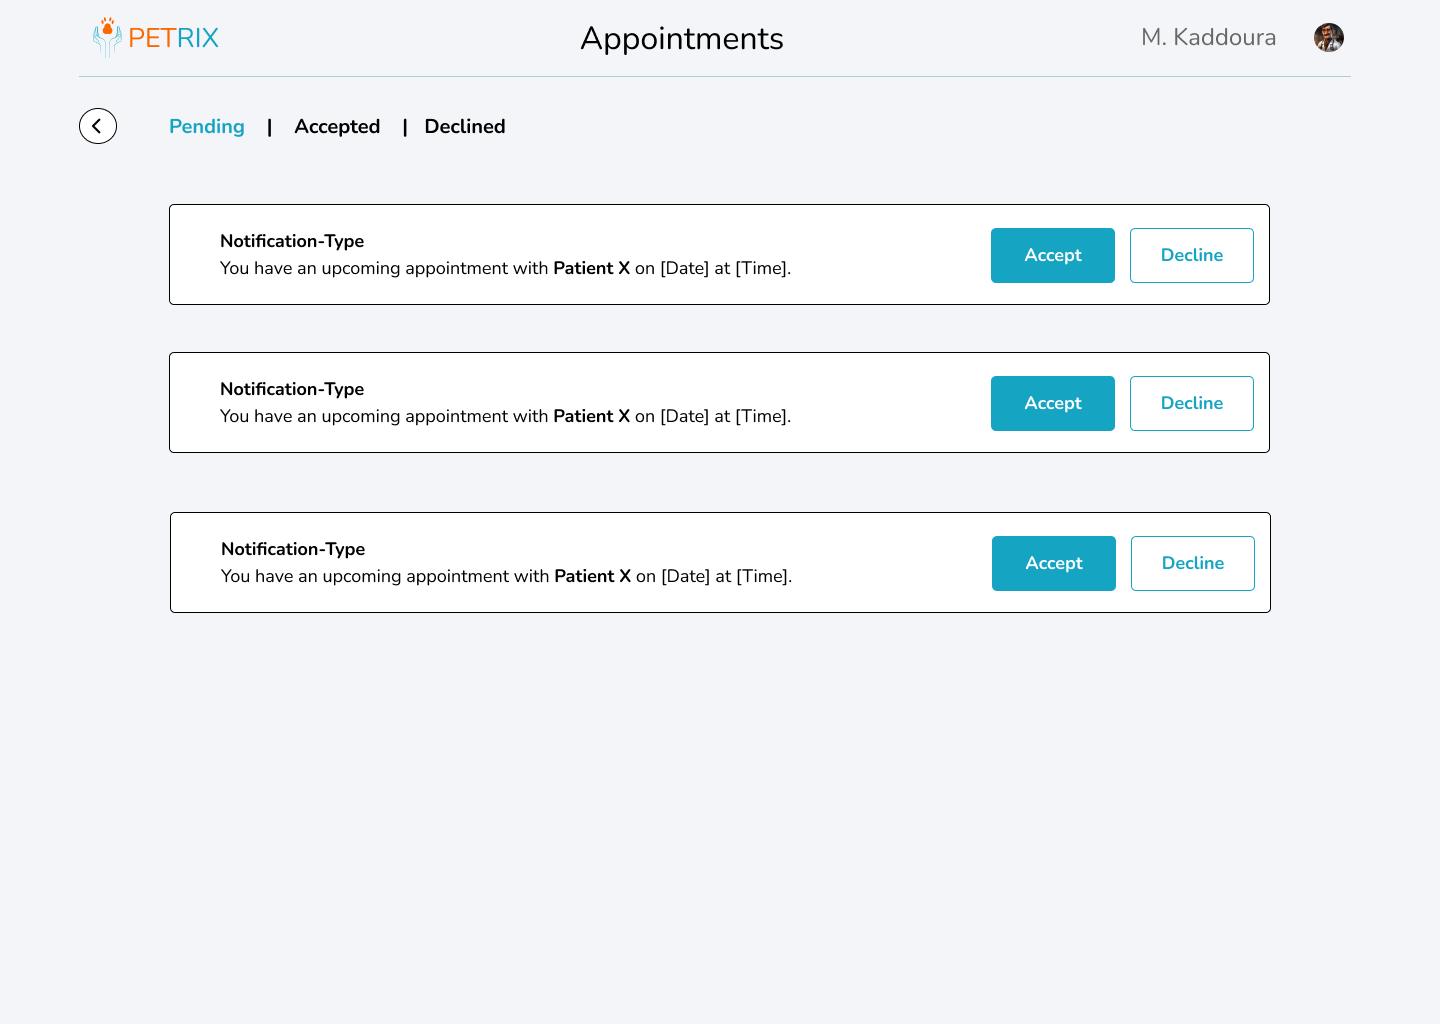 PETRIX
Appointments
M. Kaddoura
Pending | Accepted | Declined
Notification-Type
You have an upcoming appointment with Patient X on [Date] at [Time].
Accept
Decline
Notification-Type
You have an upcoming appointment with Patient X on [Date] at [Time].
Accept
Decline
Notification-Type
You have an upcoming appointment with Patient X on [Date] at [Time].
Accept
Decline